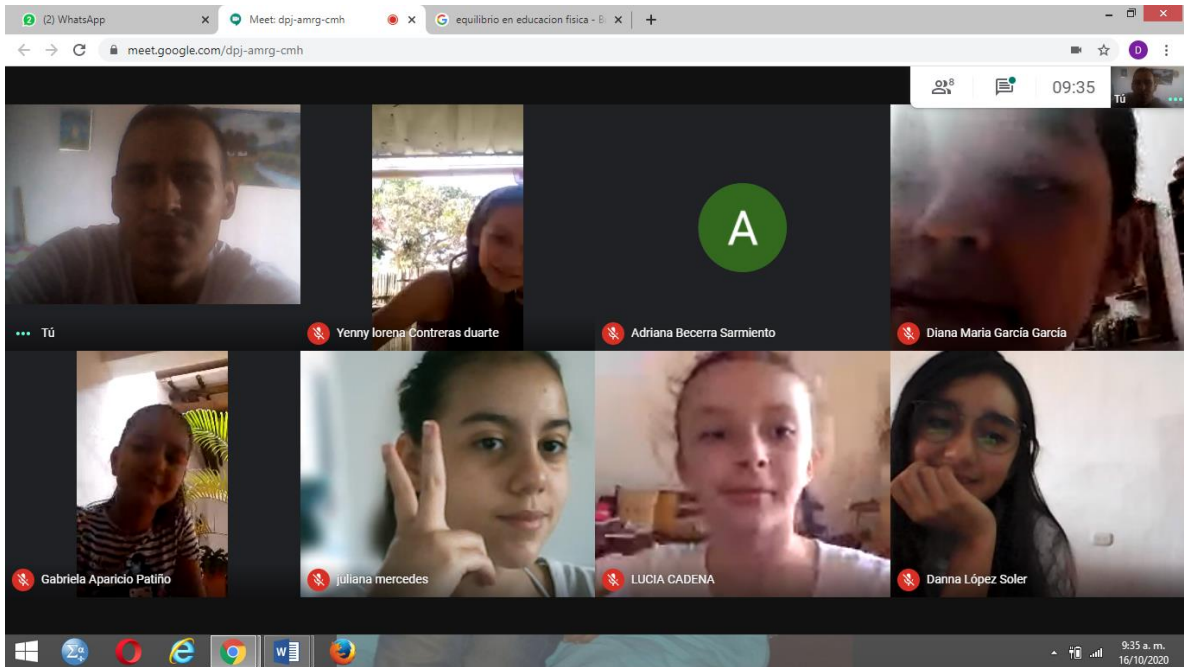 (2) WhatsApp
Meet: dpj-amrg-cmh
equilibrio en educacion fisica - B
meet.google.com/dpj-amrg-cmh
D
8
09:35
Tú
A
Tú
Yenny lorena Contreras duarte
Adriana Becerra Sarmiento
Diana Maria García García
Gabriela Aparicio Patiño
juliana mercedes
LUCIA CADENA
Danna López Soler
9:35 a. m.
16/10/2020